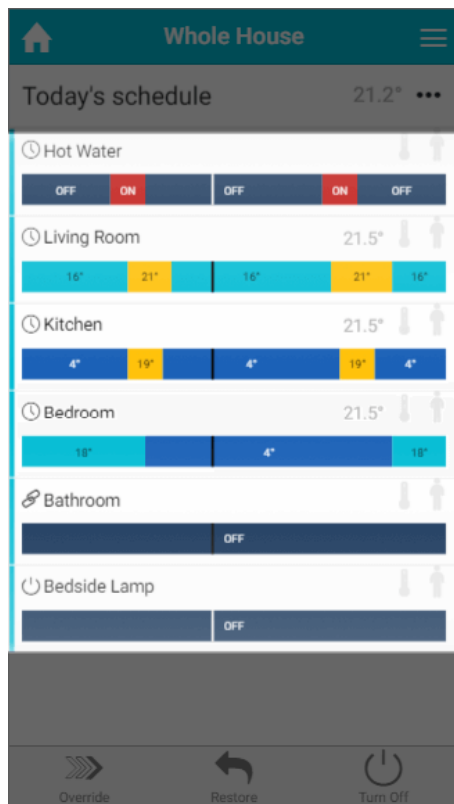 Whole House
Today's schedule 21.2° •••
Hot Water
OFF ON OFF ON OFF
Living Room 21.5°
16° 21° 16° 21° 16°
Kitchen 21.5°
4° 19° 4° 19° 4°
Bedroom 21.5°
18° 4° 18°
Bathroom
OFF
Bedside Lamp
OFF
Override Restore Turn Off